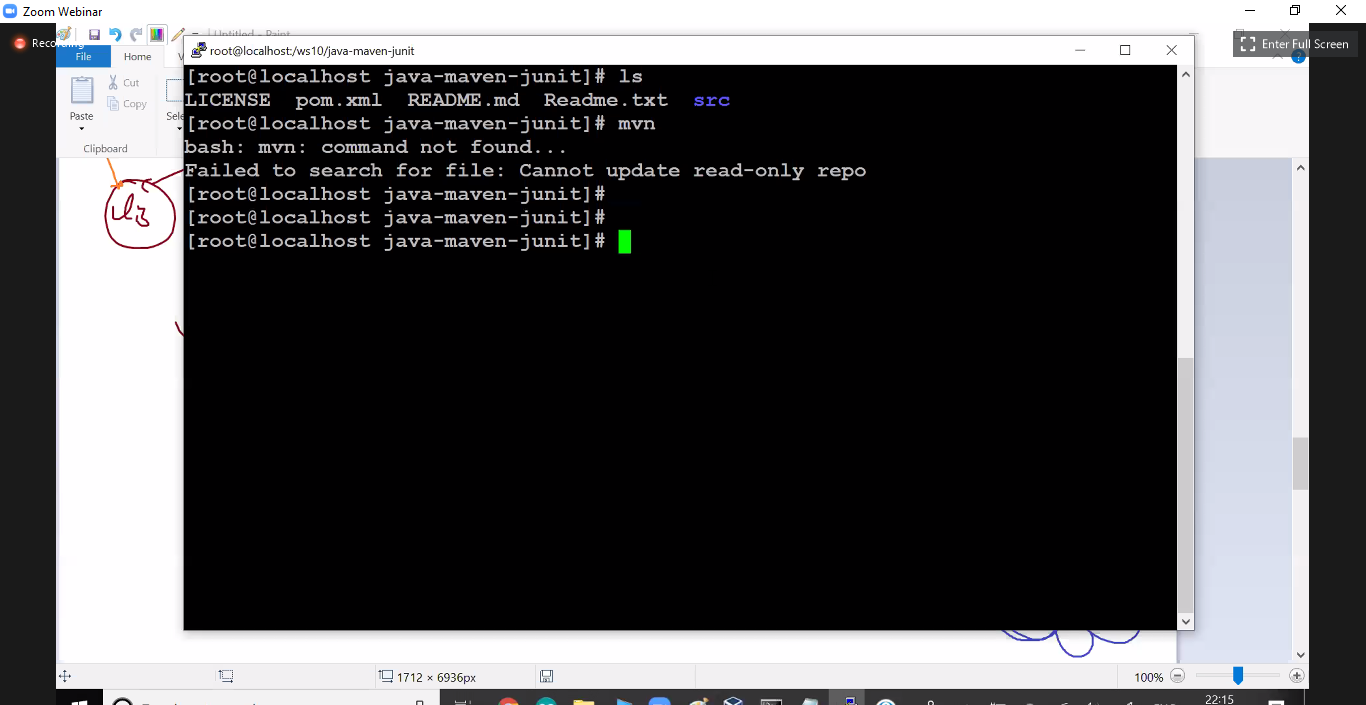 Zoom Webinar
Recording
Untitled - Paint
Enter Full Screen
File
Home
V
root@localhost:/ws10/java-maven-junit
Paste
Cut
Copy
Sele
Clipboard
[root@localhost java-maven-junit]# ls
LICENSE pom.xml README.md Readme.txt src
[root@localhost java-maven-junit]# mvn
bash: mvn: command not found...
Failed to search for file: Cannot update read-only repo
[root@localhost java-maven-junit]#
[root@localhost java-maven-junit]#
[root@localhost java-maven-junit]#
1712 × 6936px
100%
22:15